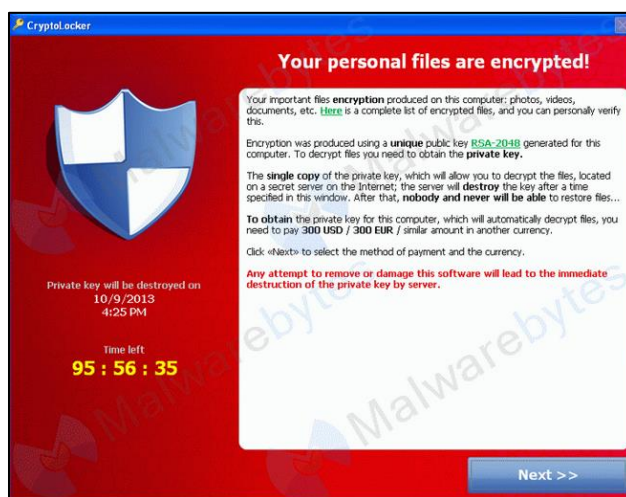 CryptoLocker
Your personal files are encrypted!
Your important files encryption produced on this computer: photos, videos,
documents, etc. Here is a complete list of encrypted files, and you can personally verify
this.
Encryption was produced using a unique public key RSA-2048 generated for this
computer. To decrypt files you need to obtain the private key.
The single copy of the private key, which will allow you to decrypt the files, located
on a secret server on the Internet; the server will destroy the key after a time
specified in this window. After that, nobody and never will be able to restore files...
To obtain the private key for this computer, which will automatically decrypt files, you
need to pay 300 USD / 300 EUR / similar amount in another currency.
Click «Next» to select the method of payment and the currency.
Any attempt to remove or damage this software will lead to the immediate
destruction of the private key by server.
Private key will be destroyed on
10/9/2013
4:25 PM
Time left
95 : 56 : 35
Next >>
Malwarebytes
Malwarebytes
Malwarebytes